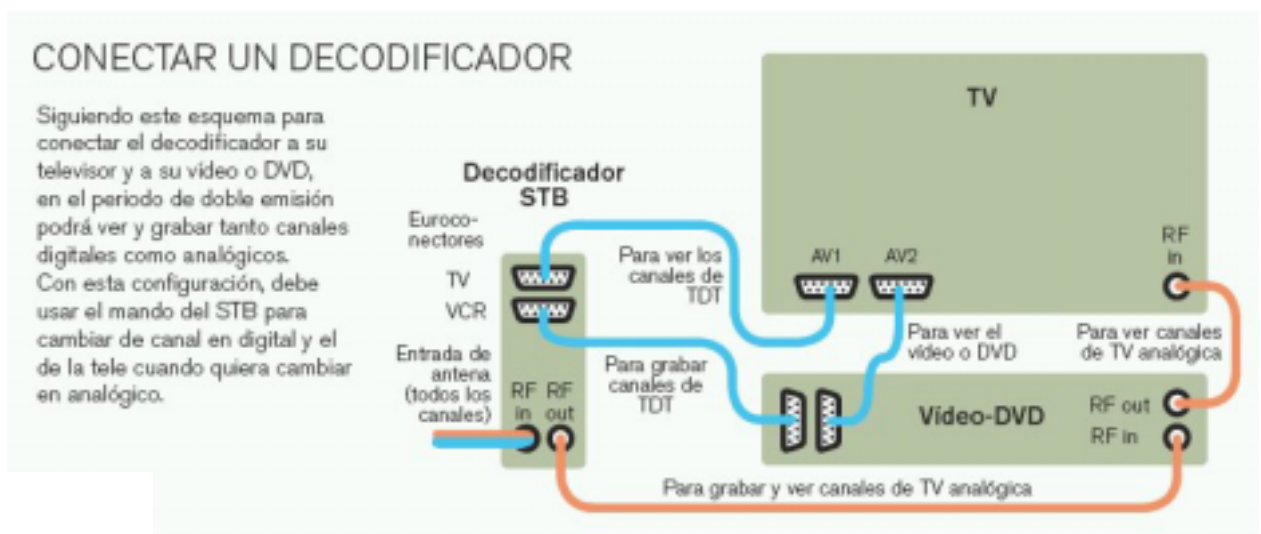 CONECTAR UN DECODIFICADOR
Siguiendo este esquema para
conectar el decodificador a su
televisor y a su vídeo o DVD,
en el periodo de doble emisión
podrá ver y grabar tanto canales
digitales como analógicos.
Con esta configuración, debe
usar el mando del STB para
cambiar de canal en digital y el
de la tele cuando quiera cambiar
en analógico.
Decodificador
STB
Euroco-
nectores
TV
VCR
Entrada de
antena
(todos los
canales)
RF RF
in out
Para ver los
canales de
TDT
Para grabar
canales de
TDT
TV
AV1 AV2
RF
in
Para ver el
vídeo o DVD
Para ver canales
de TV analógica
Vídeo-DVD
RF out
RF in
Para grabar y ver canales de TV analógica